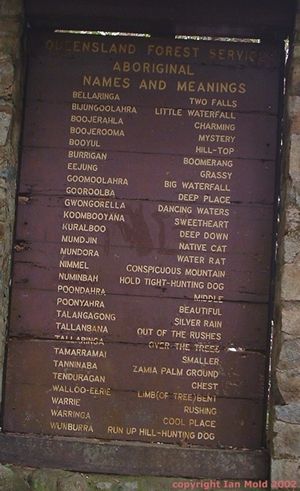 QUEENSLAND FOREST SERVICE
ABORIGINAL
NAMES AND MEANINGS
BELLARINGA TWO FALLS
BIJUNGOOLAHRA LITTLE WATERFALL
BOOJERAHLA CHARMING
BOOJEROOMA MYSTERY
BOOYUL HILL-TOP
BURRIGAN BOOMERANG
EEJUNG GRASSY
GOOMOOLAHRA BIG WATERFALL
GOOROOLBA DEEP PLACE
GWONGORELLA DANCING WATERS
KOOMBOOYANA SWEETHEART
KURALBOO DEEP DOWN
MUMDJIN NATIVE CAT
MUNDORA WATER RAT
NIMMEL CONSPICUOUS MOUNTAIN
NUMINBAH HOLD TIGHT-HUNTING DOG
POONDAHRA MIDDLE
POONYAHRA BEAUTIFUL
TALANGAGONG SILVER RAIN
TALLANBANA OUT OF THE RUSHES
TALLARINGA OVER THE TREES
TAMARRAMAI SMALLER
TANNINABA ZAMIA PALM GROUND
TENDURAGAN CHEST
WALLOO-EERIE LIMB(OF TREE)BENT
WARRIE RUSHING
WARRINGA COOL PLACE
WUNBURRA RUN UP HILL-HUNTING DOG
copyright Ian Mold 2002